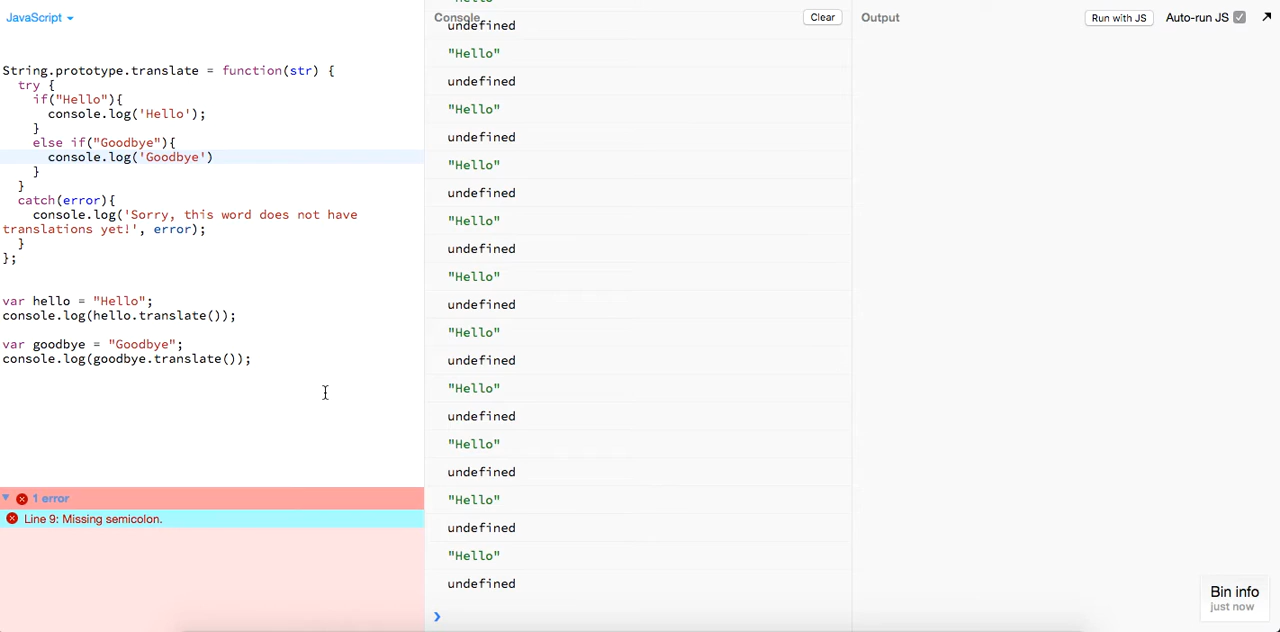 JavaScript
String.prototype.translate = function(str) {
try {
if("Hello"){
console.log('Hello');
}
else if("Goodbye"){
console.log('Goodbye')
}
}
catch(error){
console.log('Sorry, this word does not have
translations yet!', error);
}
};
var hello = "Hello";
console.log(hello.translate());
var goodbye = "Goodbye";
console.log(goodbye.translate());
1 error
Line 9: Missing semicolon.
"Hello"
Console
Clear
undefined
"Hello"
undefined
"Hello"
undefined
"Hello"
undefined
"Hello"
undefined
"Hello"
undefined
"Hello"
undefined
"Hello"
undefined
"Hello"
undefined
"Hello"
undefined
"Hello"
undefined
Output
Run with JS
Auto-run JS
Bin info
just now